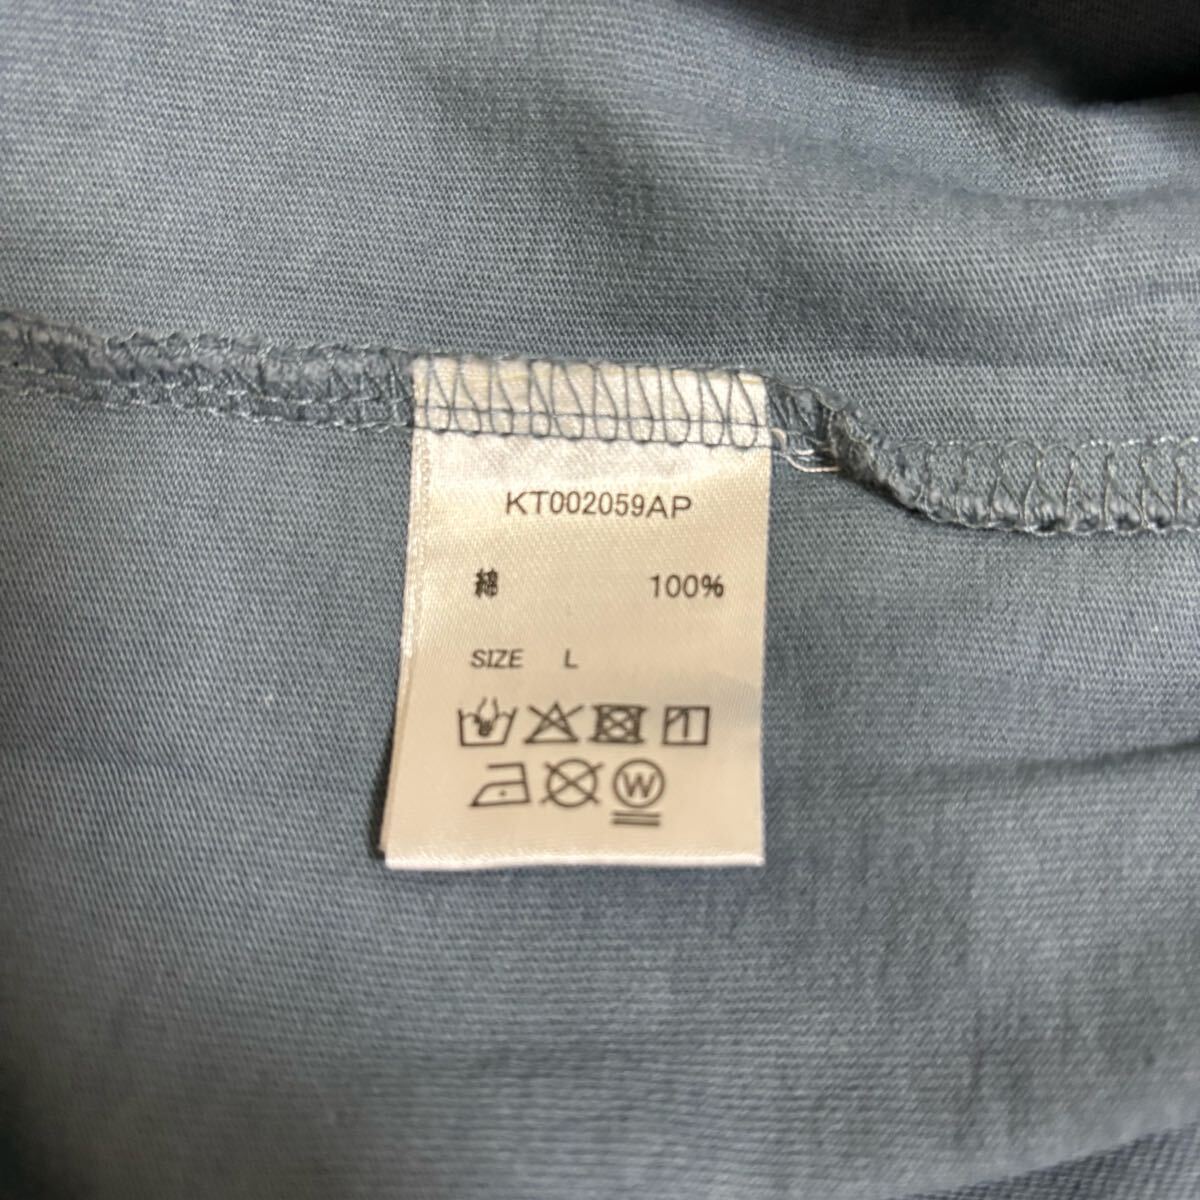 KT002059AP
綿 100%
SIZE L
W